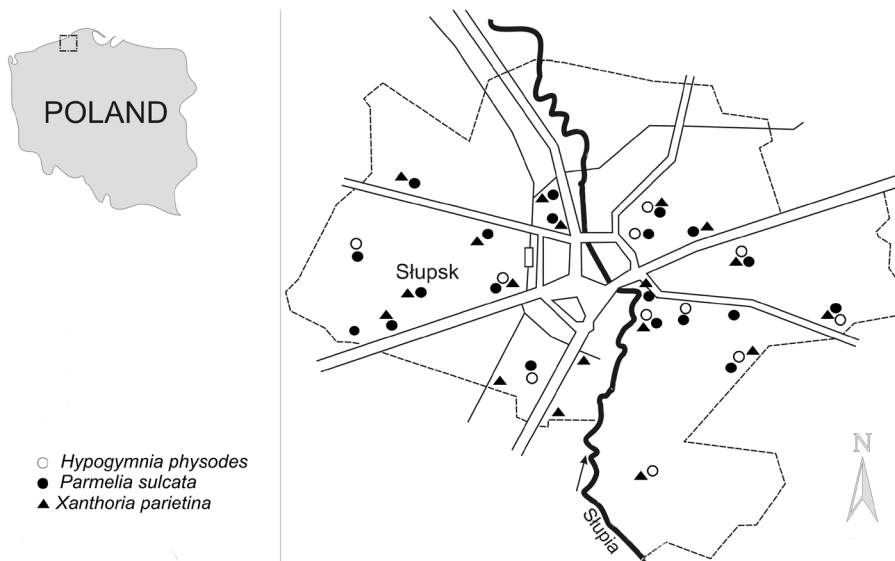 POLAND
Słupsk
Hypogymnia physodes
Parmelia sulcata
Xanthoria parietina
N
Słupia